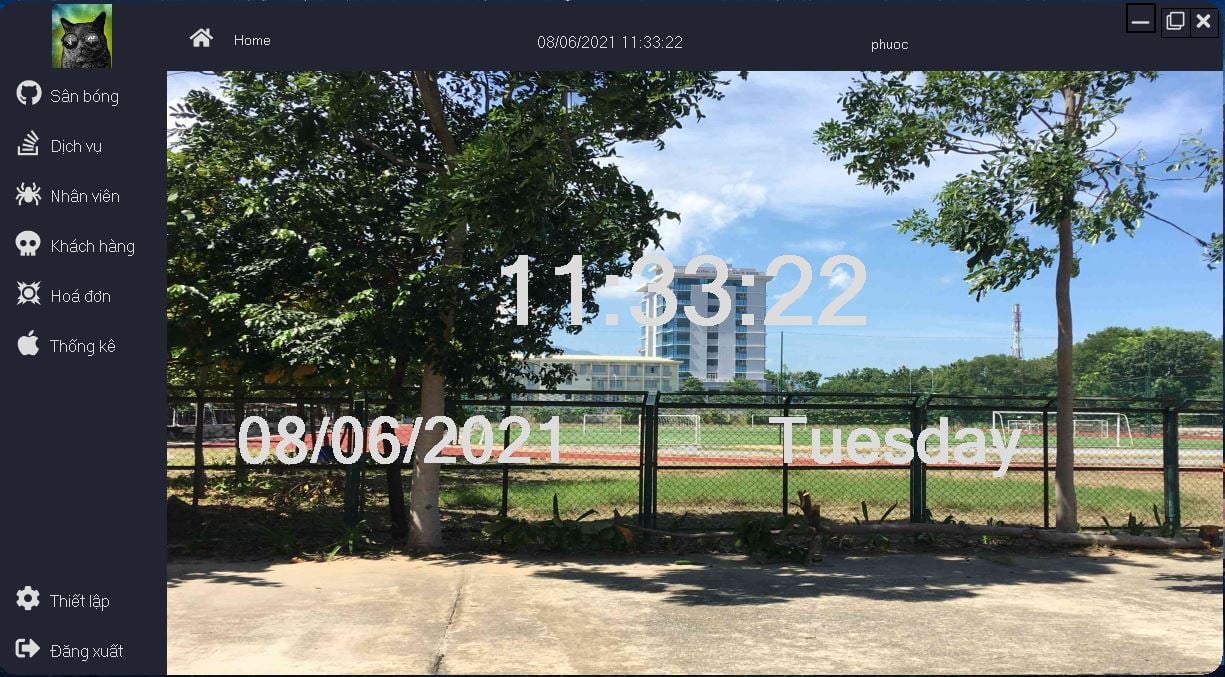 Home
08/06/2021 11:33:22
phuoc
Sân bóng
Dịch vụ
Nhân viên
Khách hàng
Hoá đơn
Thống kê
Thiết lập
Đăng xuất
11:33:22
08/06/2021
Tuesday